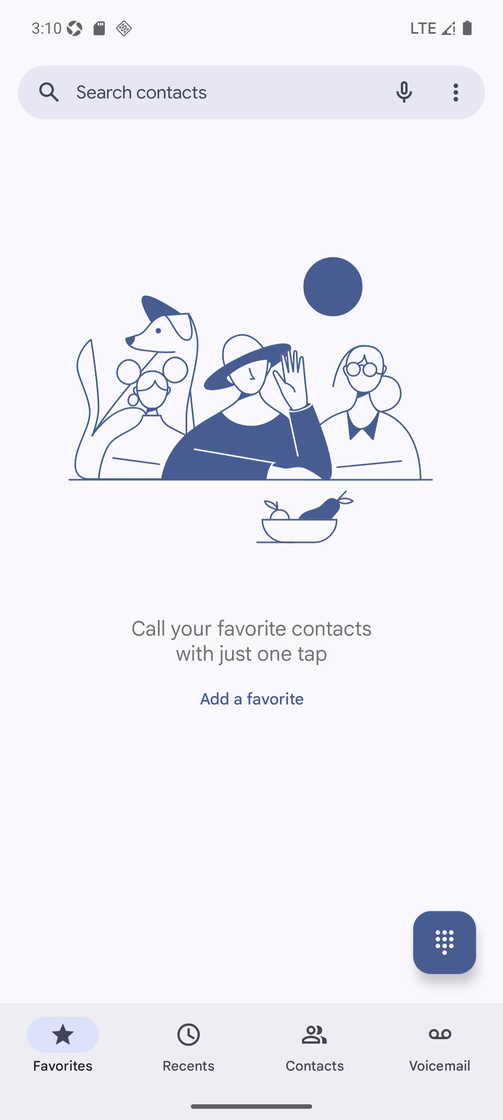 3:10 LTE
Search contacts
Call your favorite contacts
with just one tap
Add a favorite
Favorites Recents Contacts Voicemail